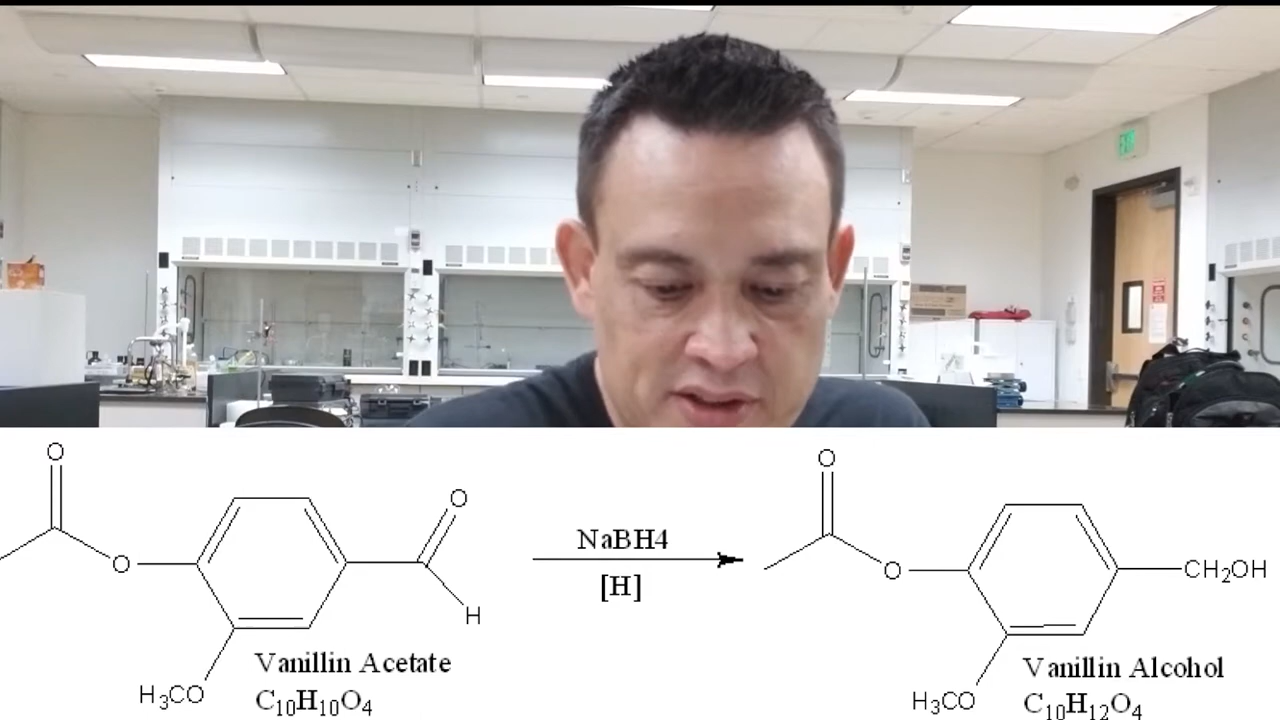 O
O
O
H
H₃CO
Vanillin Acetate
C₁₀H₁₀O₄
NaBH4
[H]
O
O
CH₂OH
H₃CO
Vanillin Alcohol
C₁₀H₁₂O₄